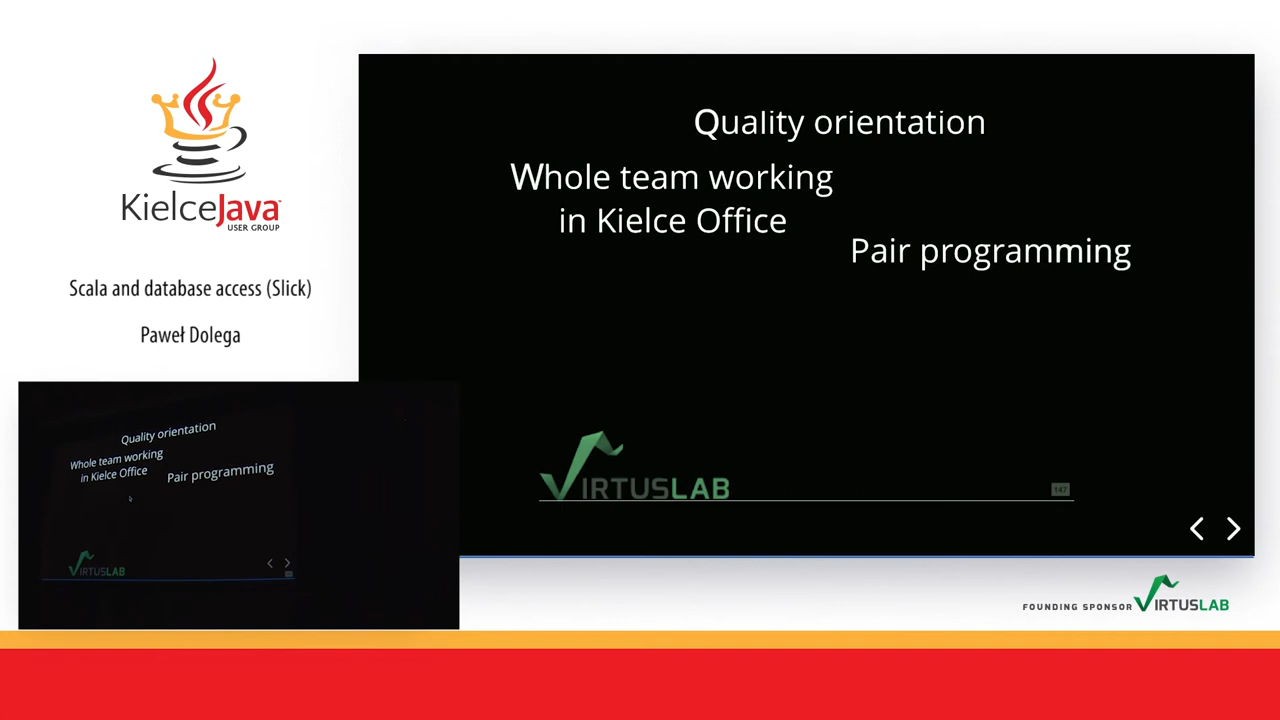 KielceJava
USER GROUP
Scala and database access (Slick)
Paweł Dolega
Quality orientation
Whole team working
in Kielce Office
Pair programming
VIRTUSLAB
147
Quality orientation
Whole team working
in Kielce Office
Pair programming
VIRTUSLAB
FOUNDING SPONSOR VIRTUSLAB